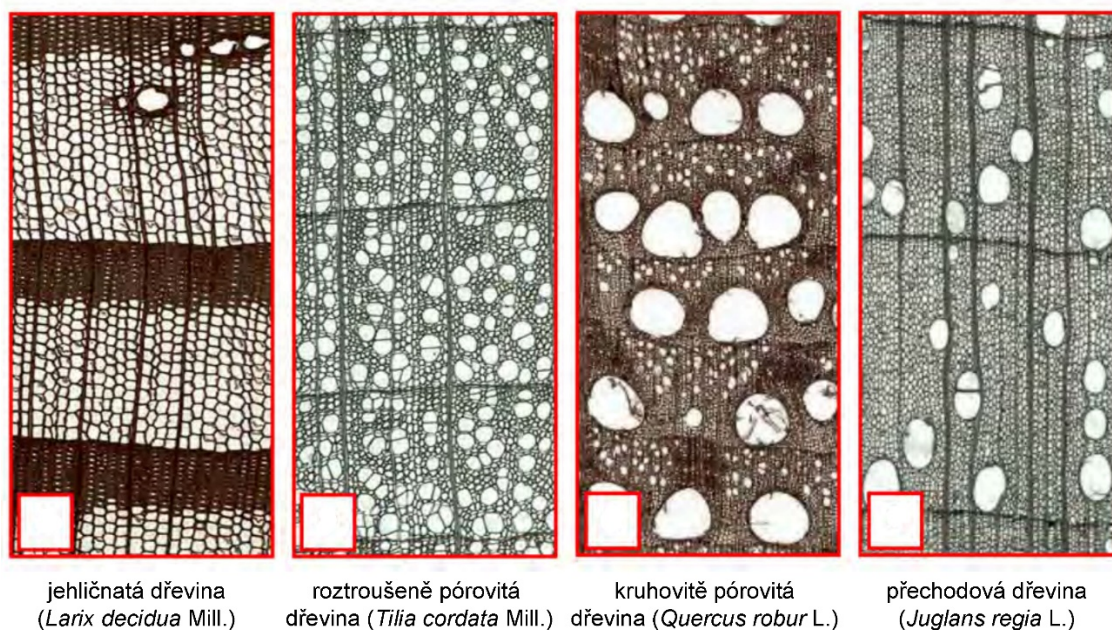 jehličnatá dřevina
(Larix decidua Mill.)
roztroušeně pórovitá
dřevina (Tilia cordata Mill.)
kruhovitě pórovitá
dřevina (Quercus robur L.)
přechodová dřevina
(Juglans regia L.)